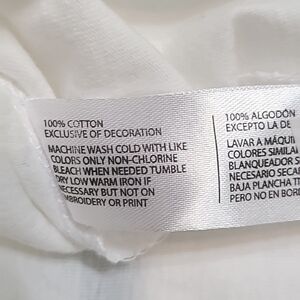 100% COTTON
EXCLUSIVE OF DECORATION
MACHINE WASH COLD WITH LIKE
COLORS ONLY NON-CHLORINE
BLEACH WHEN NEEDED TUMBLE
DRY LOW WARM IRON IF
NECESSARY BUT NOT ON
EMBROIDERY OR PRINT
100% ALGODÓN
EXCEPTO LA DE
LAVAR A MÁQUI
COLORES SIMILA
BLANQUEADOR S
NECESARIO SECA
BAJA PLANCHA TI
PERO NO EN BORD